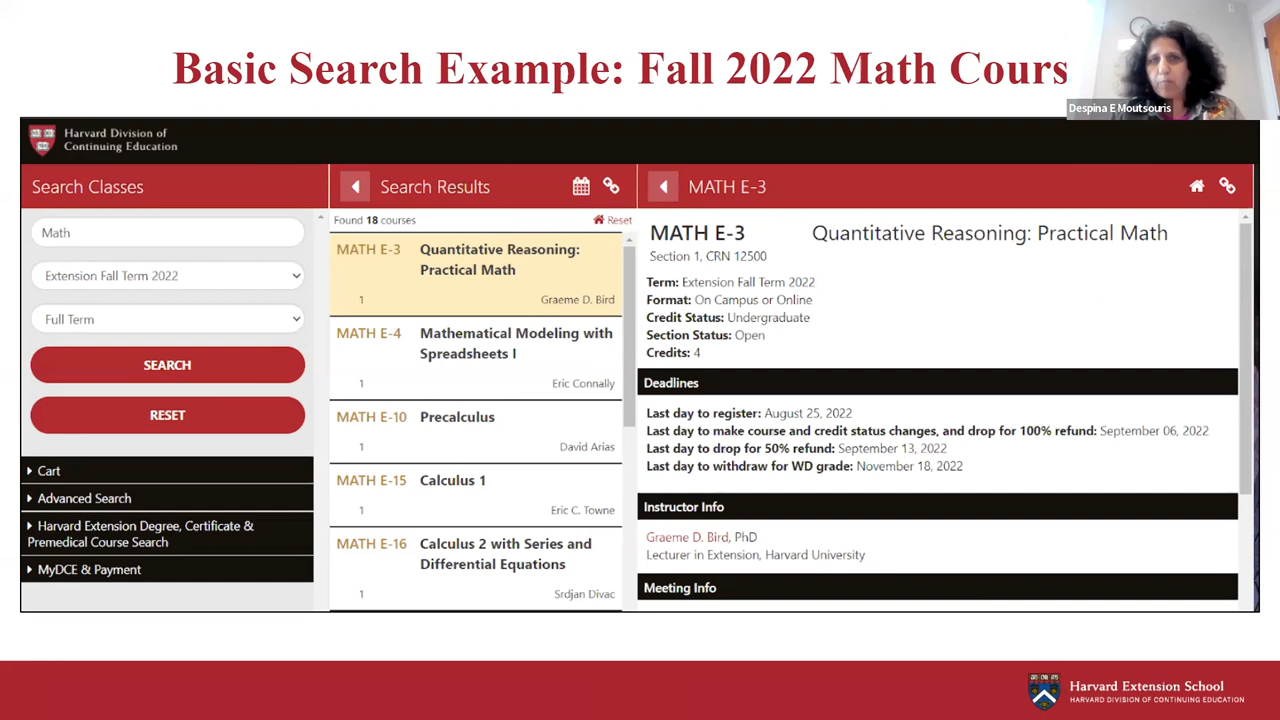 Basic Search Example: Fall 2022 Math Cours
Despina E Moutsouris
Harvard Division of
Continuing Education
Search Classes
Math
Extension Fall Term 2022
Full Term
SEARCH
RESET
Cart
Advanced Search
Harvard Extension Degree, Certificate &
Premedical Course Search
MyDCE & Payment
Search Results
Found 18 courses
Reset
MATH E-3 Quantitative Reasoning:
Practical Math
1 Graeme D. Bird
MATH E-4 Mathematical Modeling with
Spreadsheets I
1 Eric Connally
MATH E-10 Precalculus
1 David Arias
MATH E-15 Calculus 1
1 Eric C. Towne
MATH E-16 Calculus 2 with Series and
Differential Equations
1 Srdjan Divac
MATH E-3
MATH E-3 Quantitative Reasoning: Practical Math
Section 1, CRN 12500
Term: Extension Fall Term 2022
Format: On Campus or Online
Credit Status: Undergraduate
Section Status: Open
Credits: 4
Deadlines
Last day to register: August 25, 2022
Last day to make course and credit status changes, and drop for 100% refund: September 06, 2022
Last day to drop for 50% refund: September 13, 2022
Last day to withdraw for WD grade: November 18, 2022
Instructor Info
Graeme D. Bird, PhD
Lecturer in Extension, Harvard University
Meeting Info
Harvard Extension School
HARVARD DIVISION OF CONTINUING EDUCATION